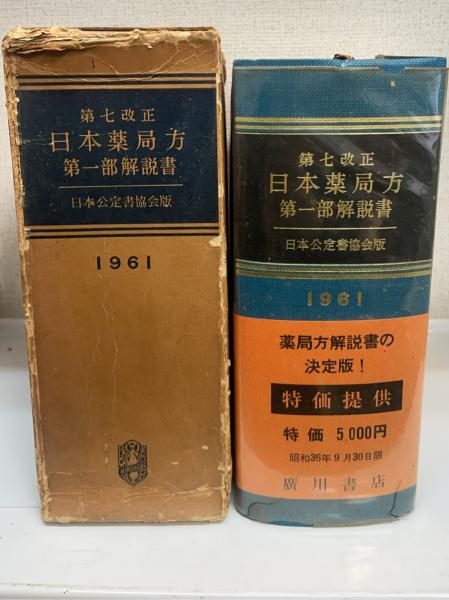 第七改正
日本薬局方
第一部解説書
日本公定書協会版
1961
第七改正
日本薬局方
第一部解説書
日本公定書協会版
1961
薬局方解説書の
決定版！
特価提供
特価 5,000円
昭和36年9月30日限
廣川書店